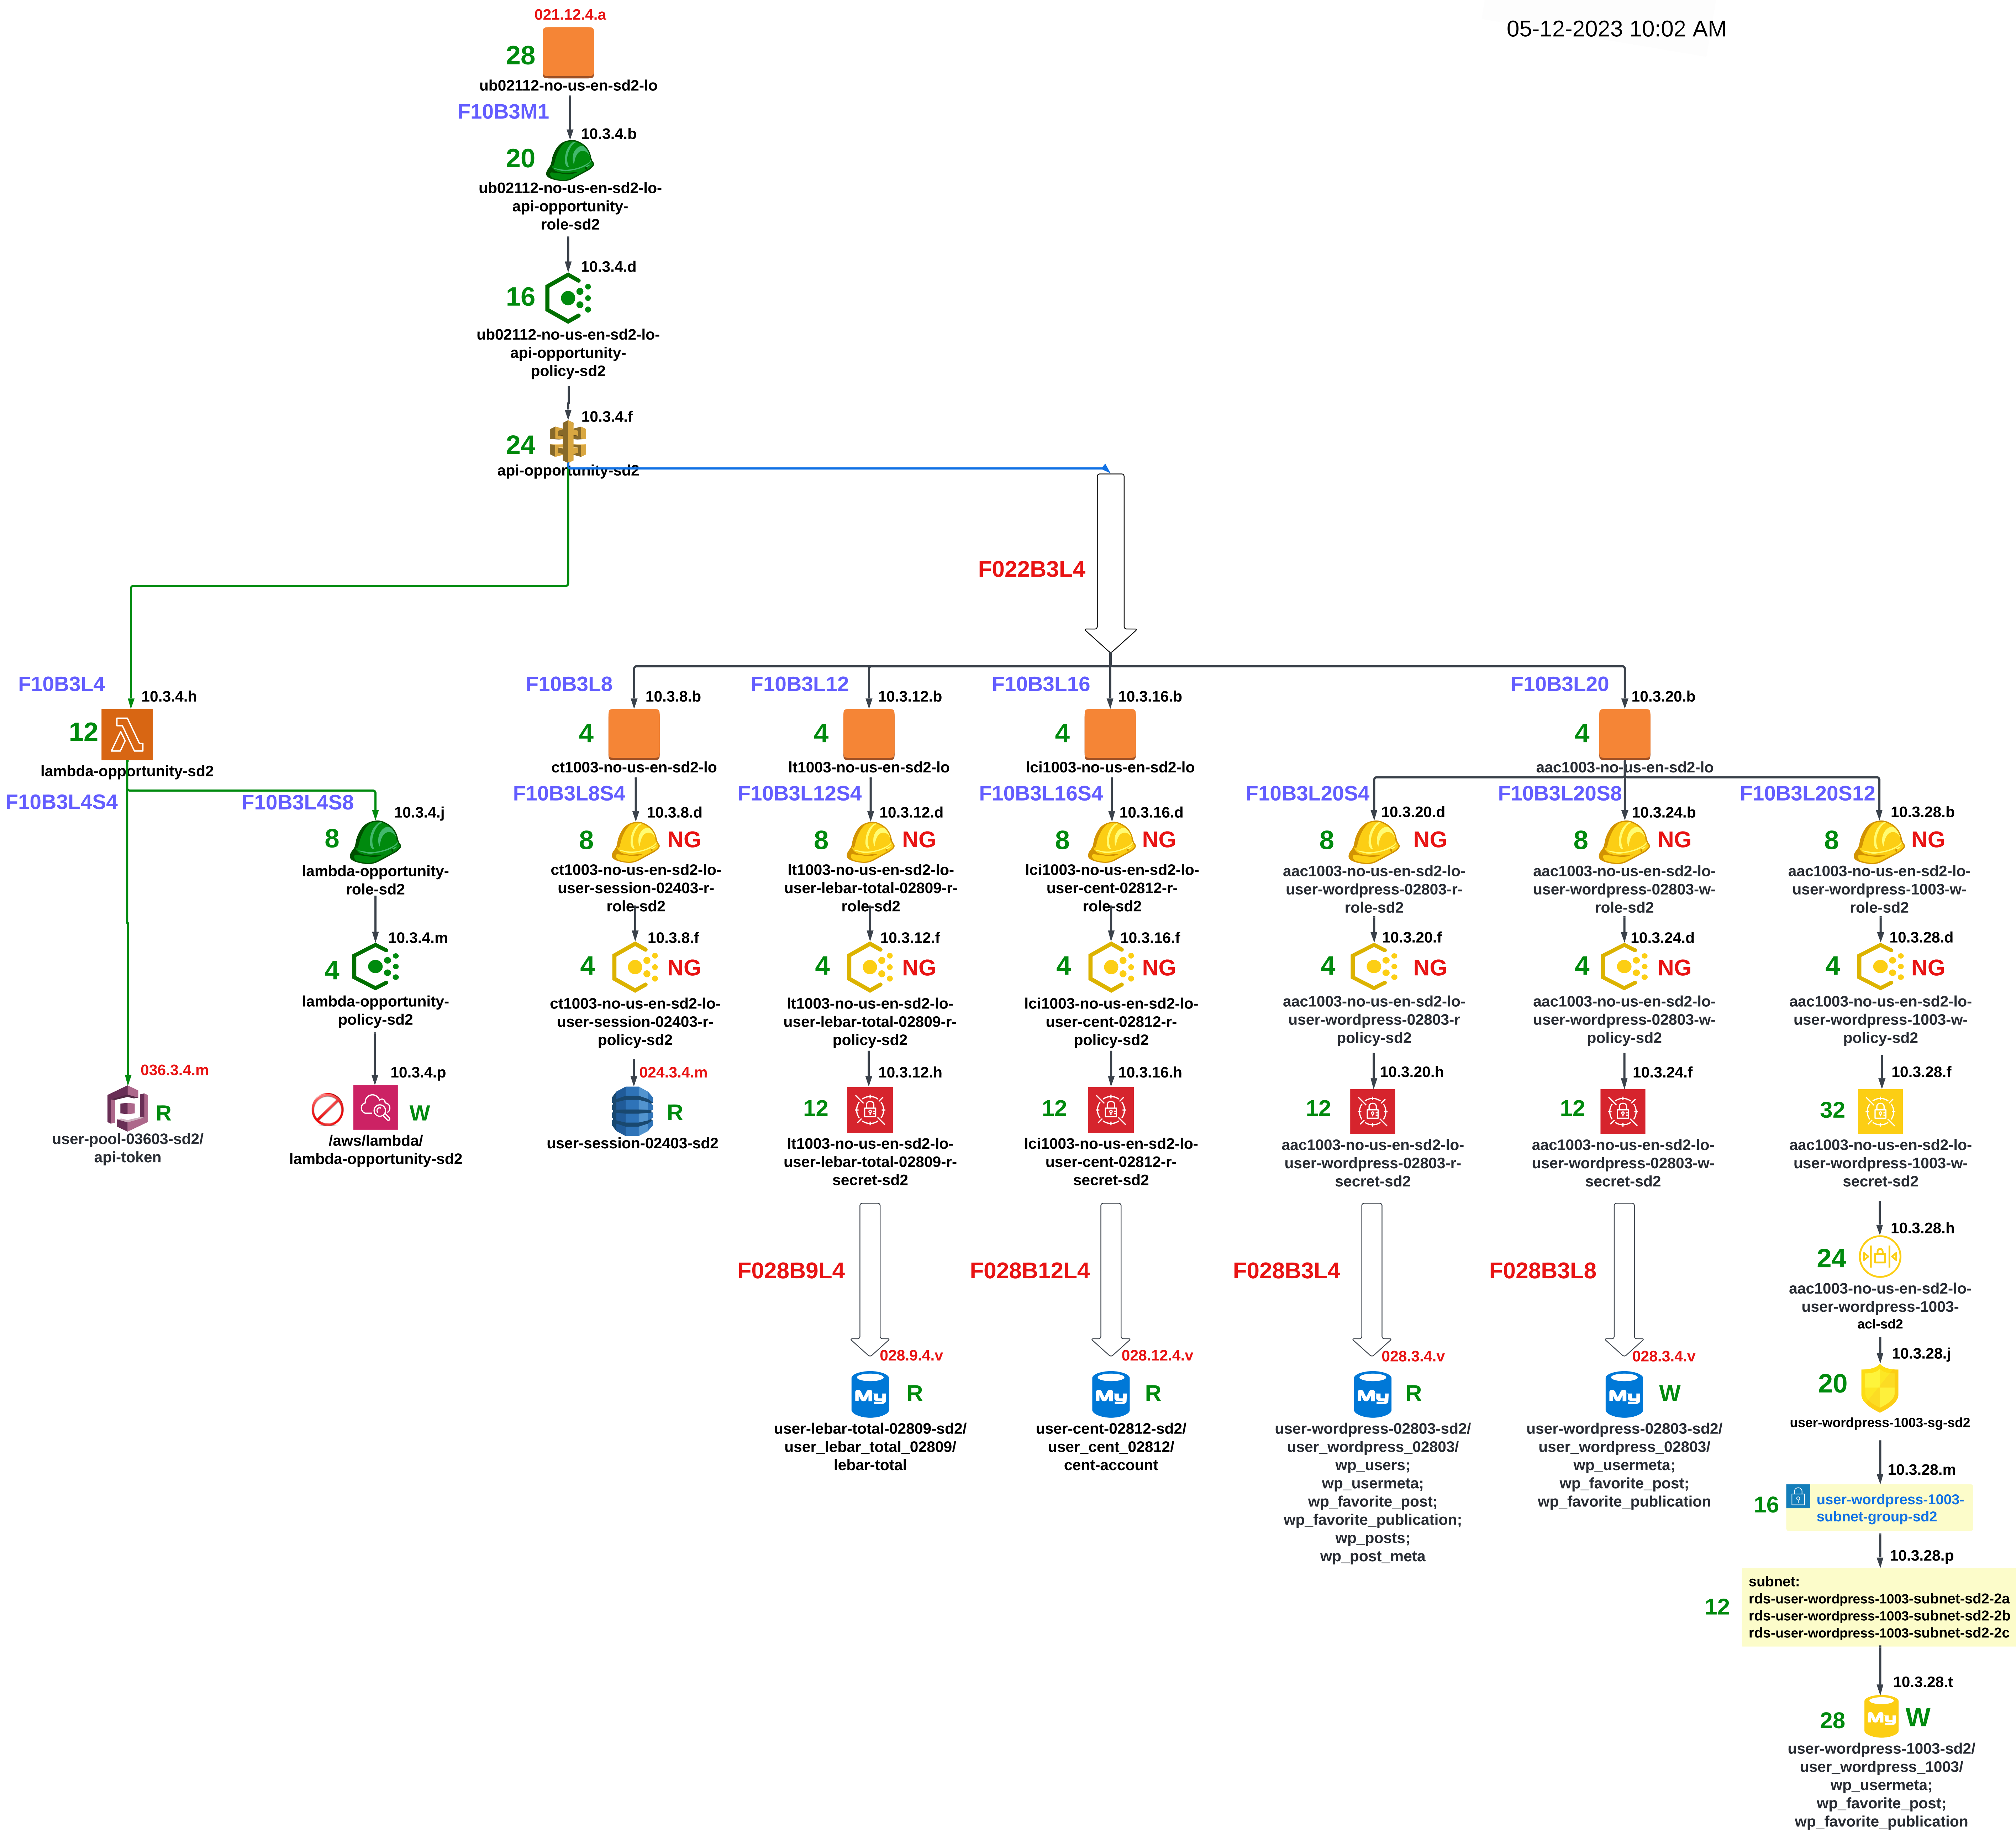 05-12-2023 10:02 AM
021.12.4.a
28
ub02112-no-us-en-sd2-lo
F10B3M1
10.3.4.b
20
ub02112-no-us-en-sd2-lo-
api-opportunity-
role-sd2
10.3.4.d
16
ub02112-no-us-en-sd2-lo-
api-opportunity-
policy-sd2
10.3.4.f
24
api-opportunity-sd2
F022B3L4
F10B3L4
10.3.4.h
12
lambda-opportunity-sd2
F10B3L4S4
036.3.4.m
R
user-pool-03603-sd2/
api-token
F10B3L4S8
10.3.4.j
8
lambda-opportunity-
role-sd2
10.3.4.m
4
lambda-opportunity-
policy-sd2
10.3.4.p
W
/aws/lambda/
lambda-opportunity-sd2
F10B3L8
10.3.8.b
4
ct1003-no-us-en-sd2-lo
F10B3L8S4
10.3.8.d
8
NG
ct1003-no-us-en-sd2-lo-
user-session-02403-r-
role-sd2
10.3.8.f
4
NG
ct1003-no-us-en-sd2-lo-
user-session-02403-r-
policy-sd2
024.3.4.m
R
user-session-02403-sd2
F10B3L12
10.3.12.b
4
lt1003-no-us-en-sd2-lo
F10B3L12S4
10.3.12.d
8
NG
lt1003-no-us-en-sd2-lo-
user-lebar-total-02809-r-
role-sd2
10.3.12.f
4
NG
lt1003-no-us-en-sd2-lo-
user-lebar-total-02809-r-
policy-sd2
10.3.12.h
12
93
lt1003-no-us-en-sd2-lo-
user-lebar-total-02809-r-
secret-sd2
F028B9L4
028.9.4.v
My
R
user-lebar-total-02809-sd2/
user_lebar_total_02809/
lebar-total
F10B3L16
10.3.16.b
4
lci1003-no-us-en-sd2-lo
F10B3L16S4
10.3.16.d
8
NG
lci1003-no-us-en-sd2-lo-
user-cent-02812-r-
role-sd2
10.3.16.f
4
NG
lci1003-no-us-en-sd2-lo-
user-cent-02812-r-
policy-sd2
10.3.16.h
12
93
lci1003-no-us-en-sd2-lo-
user-cent-02812-r-
secret-sd2
F028B12L4
028.12.4.v
My
R
user-cent-02812-sd2/
user_cent_02812/
cent-account
F10B3L20
10.3.20.b
4
aac1003-no-us-en-sd2-lo
F10B3L20S4
10.3.20.d
8
NG
aac1003-no-us-en-sd2-lo-
user-wordpress-02803-r-
role-sd2
10.3.20.f
4
NG
aac1003-no-us-en-sd2-lo-
user-wordpress-02803-r
policy-sd2
10.3.20.h
12
aac1003-no-us-en-sd2-lo-
user-wordpress-02803-r-
secret-sd2
F028B3L4
028.3.4.v
My
R
user-wordpress-02803-sd2/
user_wordpress_02803/
wp_users;
wp_usermeta;
wp_favorite_post;
wp_favorite_publication;
wp_posts;
wp_post_meta
F10B3L20S8
10.3.24.b
8
NG
aac1003-no-us-en-sd2-lo-
user-wordpress-02803-w-
role-sd2
10.3.24.d
4
NG
aac1003-no-us-en-sd2-lo-
user-wordpress-02803-w-
policy-sd2
10.3.24.f
12
aac1003-no-us-en-sd2-lo-
user-wordpress-02803-w-
secret-sd2
F028B3L8
028.3.4.v
My
W
user-wordpress-02803-sd2/
user_wordpress_02803/
wp_usermeta;
wp_favorite_post;
wp_favorite_publication
F10B3L20S12
10.3.28.b
8
NG
aac1003-no-us-en-sd2-lo-
user-wordpress-1003-w-
role-sd2
10.3.28.d
4
NG
aac1003-no-us-en-sd2-lo-
user-wordpress-1003-w-
policy-sd2
10.3.28.f
32
aac1003-no-us-en-sd2-lo-
user-wordpress-1003-w-
secret-sd2
10.3.28.h
24
aac1003-no-us-en-sd2-lo-
user-wordpress-1003-
acl-sd2
10.3.28.j
20
user-wordpress-1003-sg-sd2
10.3.28.m
16
user-wordpress-1003-
subnet-group-sd2
10.3.28.p
12
subnet:
rds-user-wordpress-1003-subnet-sd2-2a
rds-user-wordpress-1003-subnet-sd2-2b
rds-user-wordpress-1003-subnet-sd2-2c
10.3.28.t
28
My
W
user-wordpress-1003-sd2/
user_wordpress_1003/
wp_usermeta;
wp_favorite_post;
wp_favorite_publication